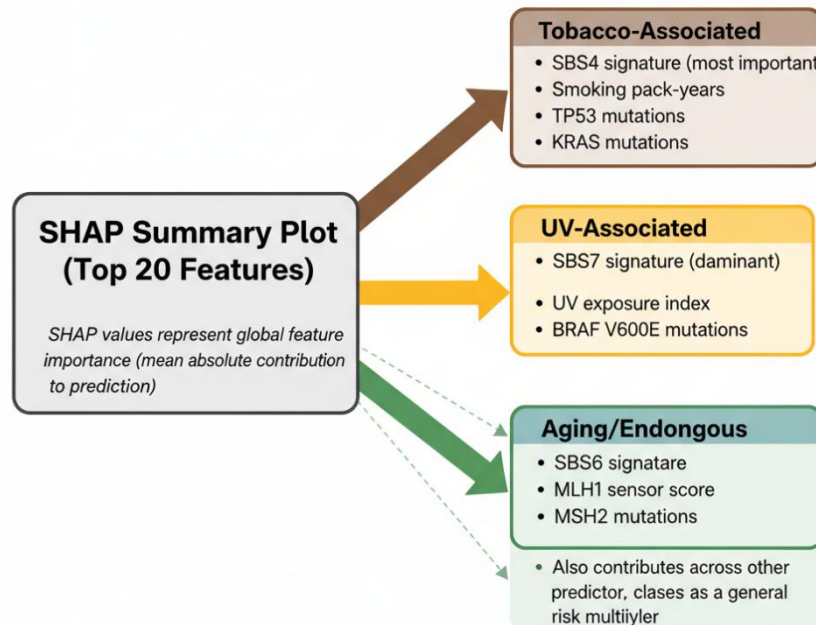 SHAP Summary Plot
(Top 20 Features)
SHAP values represent global feature
importance (mean absolute contribution
to prediction)
Tobacco-Associated
• SBS4 signature (most important
• Smoking pack-years
• TP53 mutations
• KRAS mutations
UV-Associated
• SBS7 signature (daminant)
• UV exposure index
• BRAF V600E mutations
Aging/Endongous
• SBS6 signatare
• MLH1 sensor score
• MSH2 mutations
• Also contributes across other
predictor, clases as a general
risk multiiyler